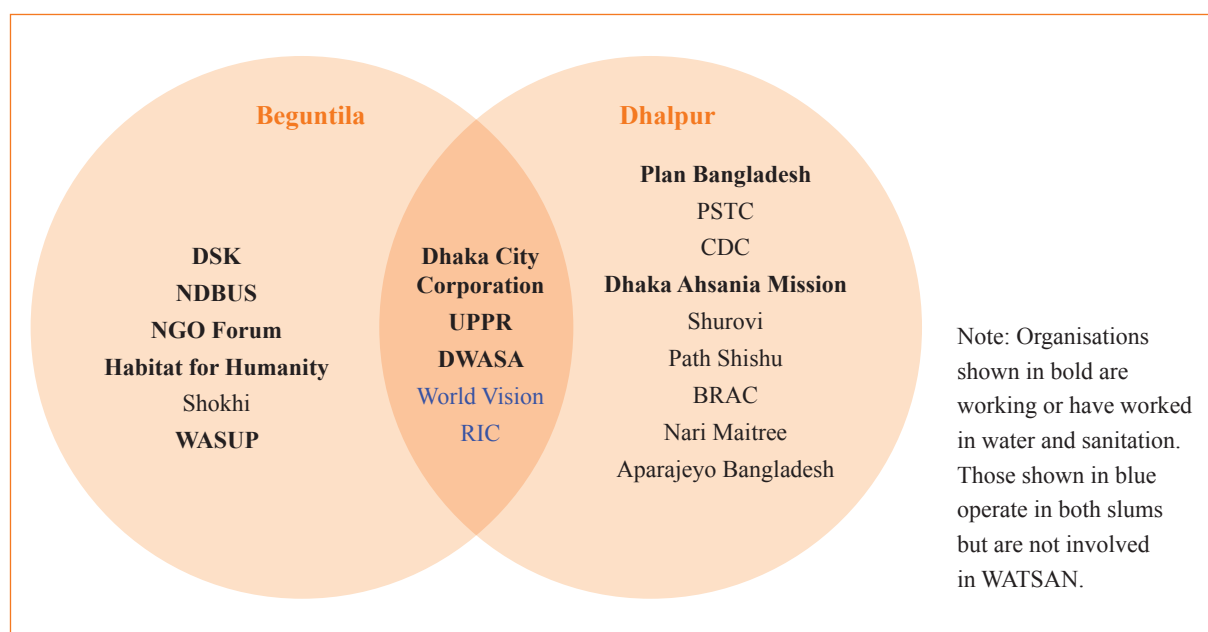 Beguntila
DSK
NDBUS
NGO Forum
Habitat for Humanity
Shokhi
WASUP
Dhaka City
Corporation
UPPR
DWASA
World Vision
RIC
Dhalpur
Plan Bangladesh
PSTC
CDC
Dhaka Ahsania Mission
Shurovi
Path Shishu
BRAC
Nari Maitree
Aparajeyo Bangladesh
Note: Organisations
shown in bold are
working or have worked
in water and sanitation.
Those shown in blue
operate in both slums
but are not involved
in WATSAN.